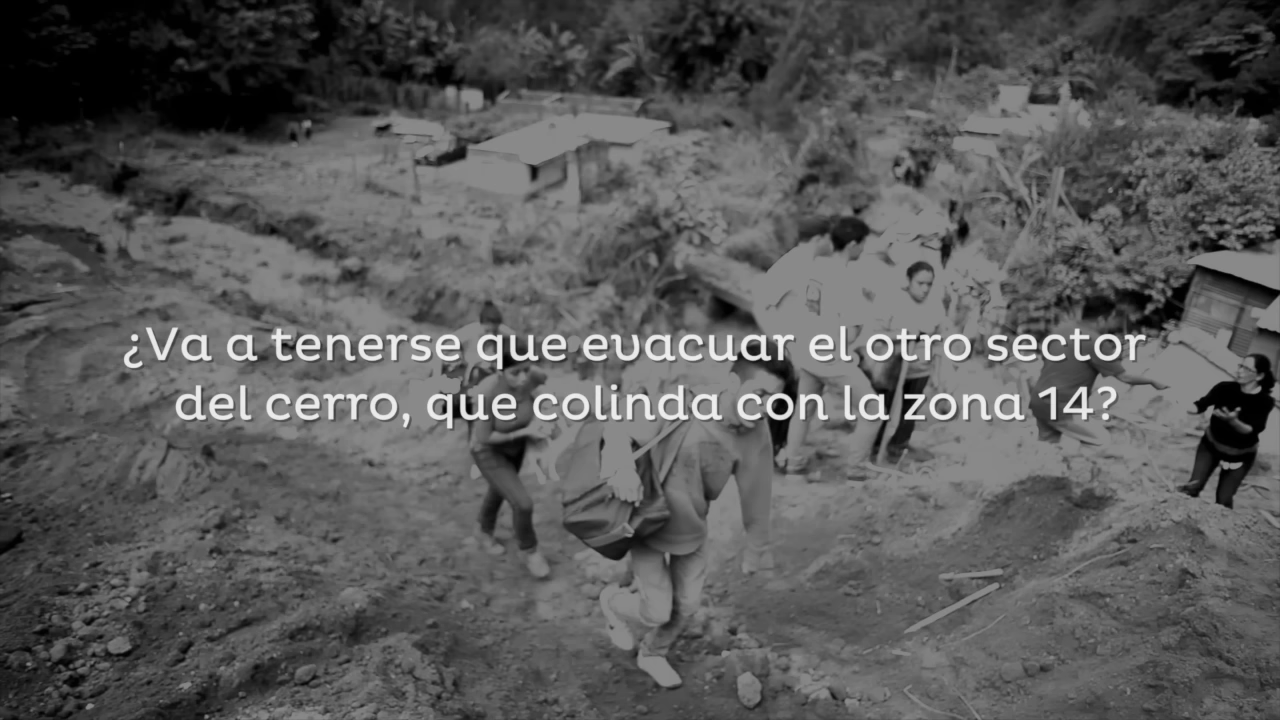 ¿Va a tenerse que evacuar el otro sector
del cerro, que colinda con la zona 14?